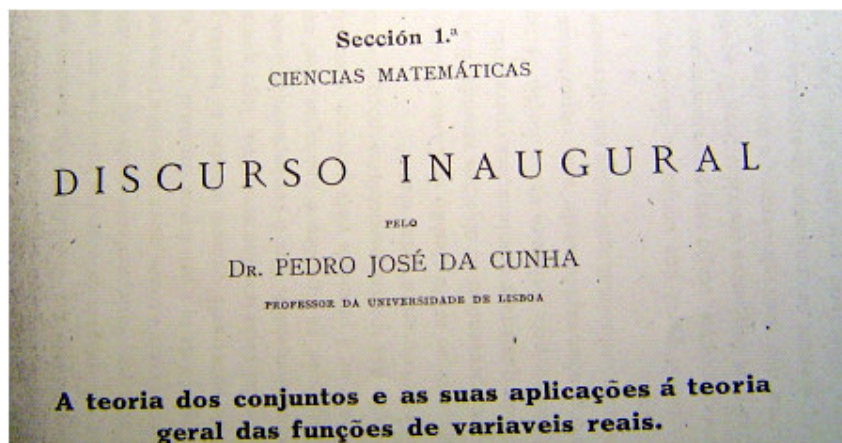 Sección 1.ª
CIENCIAS MATEMÁTICAS
DISCURSO INAUGURAL
PELO
DR. PEDRO JOSÉ DA CUNHA
PROFESSOR DA UNIVERSIDADE DE LISBOA
A teoria dos conjuntos e as suas aplicações á teoria
geral das funções de variaveis reais.